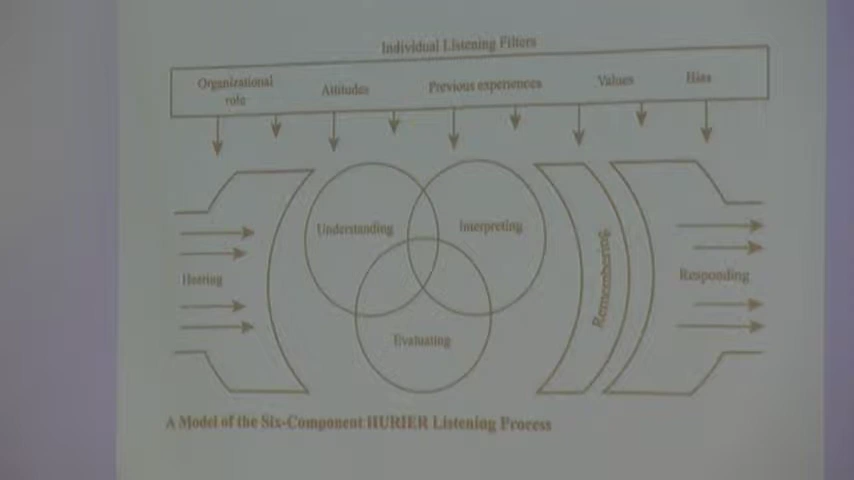 Individual Listening Filters
Organizational role
Attitudes
Previous experiences
Values
Bias
Understanding
Interpreting
Hearing
Remembering
Responding
Evaluating
A Model of the Six-Component HURIER Listening Process